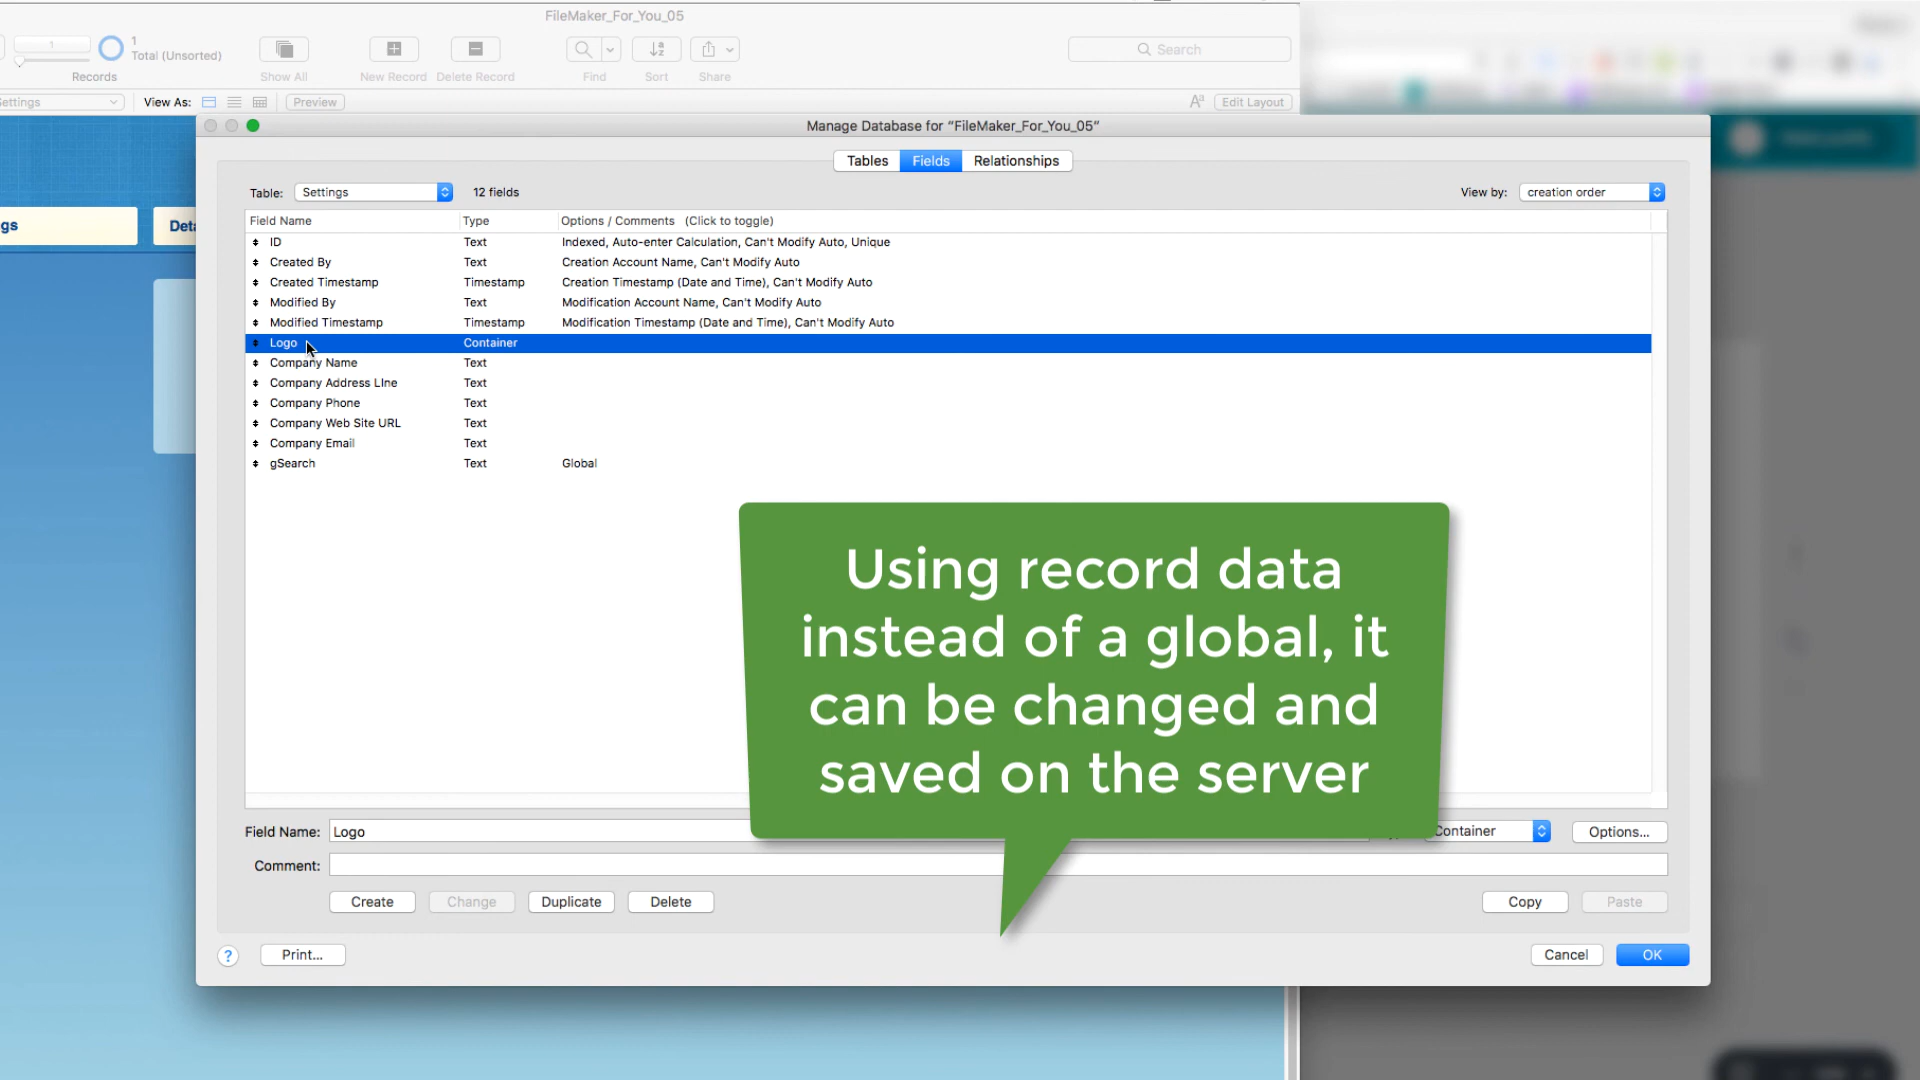 FileMaker_For_You_05
1
1
Total (Unsorted)
Records
Show All
New Record
Delete Record
Find
Sort
Share
Search
ettings
View As:
Preview
Edit Layout
gs
Deta
Manage Database for “FileMaker_For_You_05”
Tables Fields Relationships
Table: Settings 12 fields
View by: creation order
Field Name Type Options / Comments (Click to toggle)
ID Text Indexed, Auto-enter Calculation, Can't Modify Auto, Unique
Created By Text Creation Account Name, Can't Modify Auto
Created Timestamp Timestamp Creation Timestamp (Date and Time), Can't Modify Auto
Modified By Text Modification Account Name, Can't Modify Auto
Modified Timestamp Timestamp Modification Timestamp (Date and Time), Can't Modify Auto
Logo Container
Company Name Text
Company Address LIne Text
Company Phone Text
Company Web Site URL Text
Company Email Text
gSearch Text Global
Using record data
instead of a global, it
can be changed and
saved on the server
Field Name: Logo
Container
Options...
Comment:
Create Change Duplicate Delete
Copy Paste
? Print...
Cancel OK